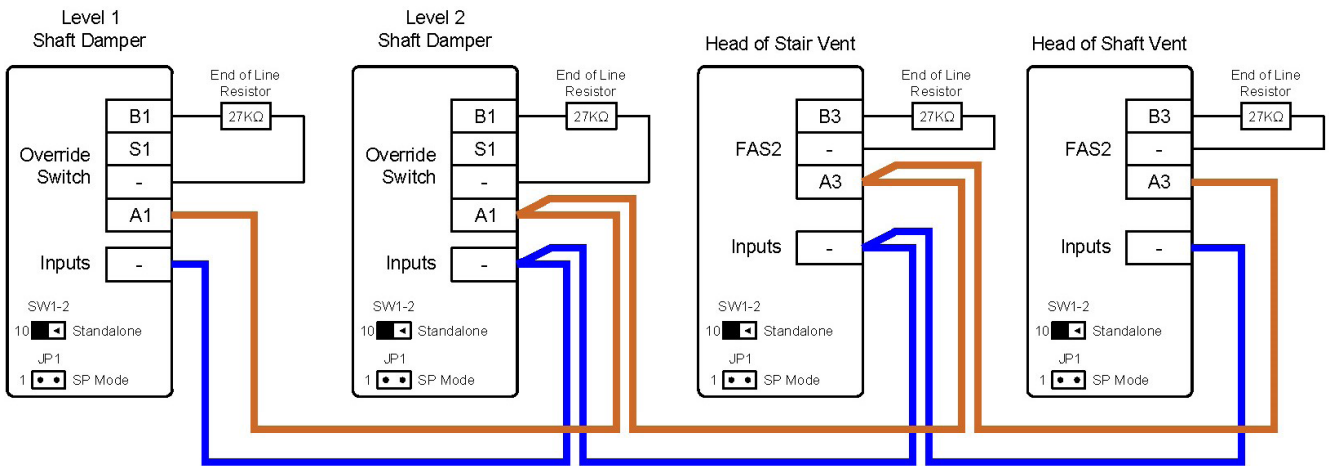 Level 1
Shaft Damper
End of Line
Resistor
27KΩ
B1
S1
-
A1
Override
Switch
Inputs
-
SW1-2
10
Standalone
JP1
1
SP Mode
Level 2
Shaft Damper
End of Line
Resistor
27KΩ
B1
S1
-
A1
Override
Switch
Inputs
-
SW1-2
10
Standalone
JP1
1
SP Mode
Head of Stair Vent
End of Line
Resistor
27KΩ
B3
FAS2
-
A3
Inputs
-
SW1-2
10
Standalone
JP1
1
SP Mode
Head of Shaft Vent
End of Line
Resistor
27KΩ
B3
FAS2
-
A3
Inputs
-
SW1-2
10
Standalone
JP1
1
SP Mode